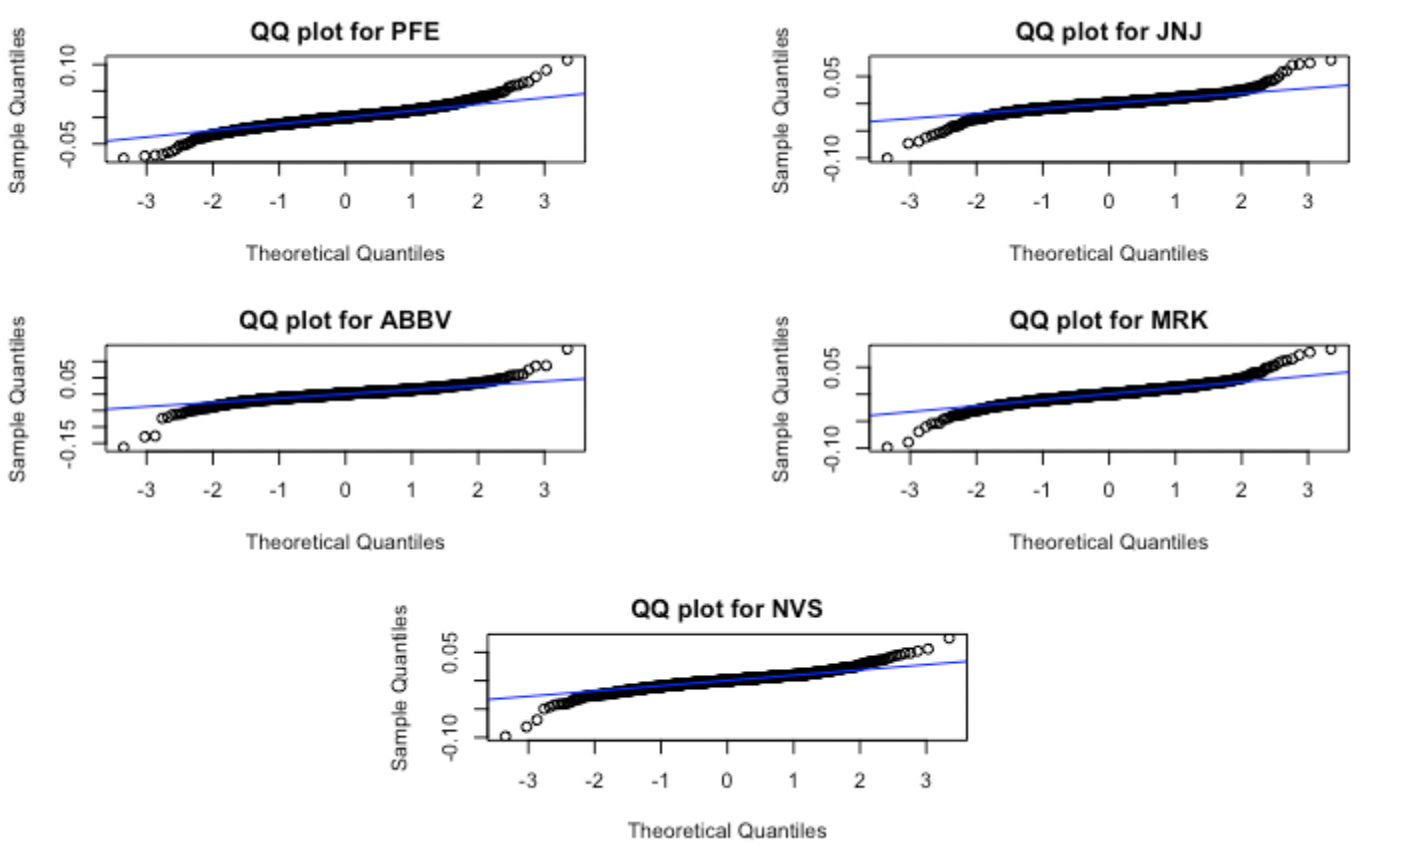 QQ plot for PFE
Sample Quantiles
0.10
-0.05
-3 -2 -1 0 1 2 3
Theoretical Quantiles
QQ plot for JNJ
Sample Quantiles
0.05
-0.10
-3 -2 -1 0 1 2 3
Theoretical Quantiles
QQ plot for ABBV
Sample Quantiles
0.05
-0.15
-3 -2 -1 0 1 2 3
Theoretical Quantiles
QQ plot for MRK
Sample Quantiles
0.05
-0.10
-3 -2 -1 0 1 2 3
Theoretical Quantiles
QQ plot for NVS
Sample Quantiles
0.05
-0.10
-3 -2 -1 0 1 2 3
Theoretical Quantiles